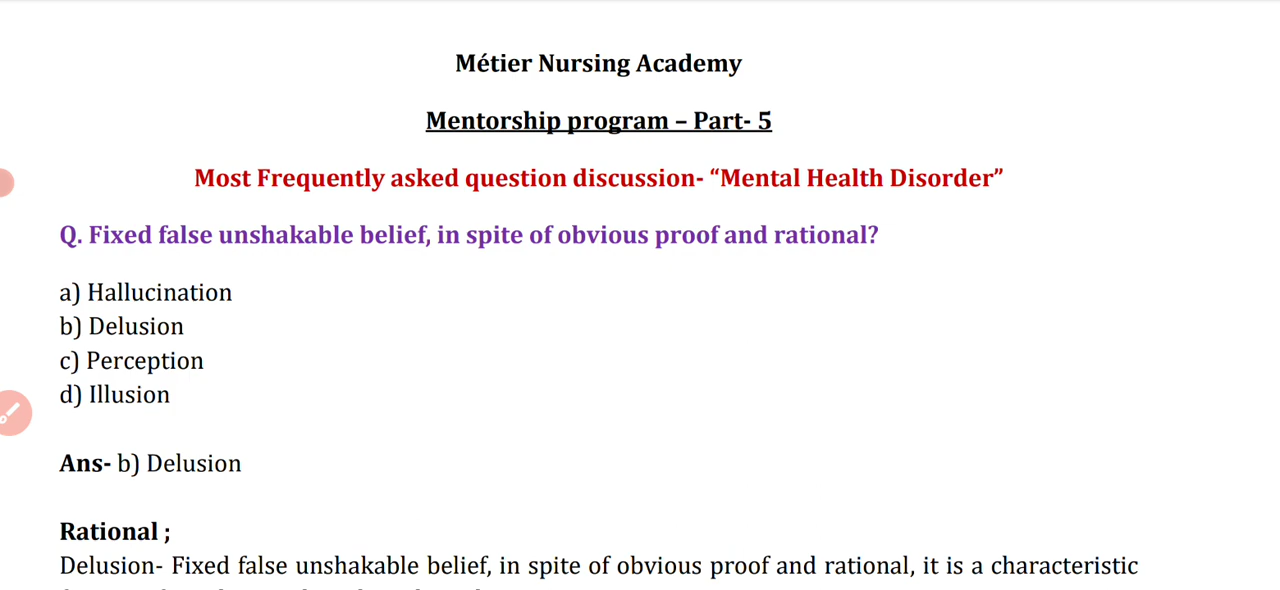 Métier Nursing Academy
Mentorship program – Part- 5
Most Frequently asked question discussion- “Mental Health Disorder”
Q. Fixed false unshakable belief, in spite of obvious proof and rational?
a) Hallucination
b) Delusion
c) Perception
d) Illusion
Ans- b) Delusion
Rational ;
Delusion- Fixed false unshakable belief, in spite of obvious proof and rational, it is a characteristic